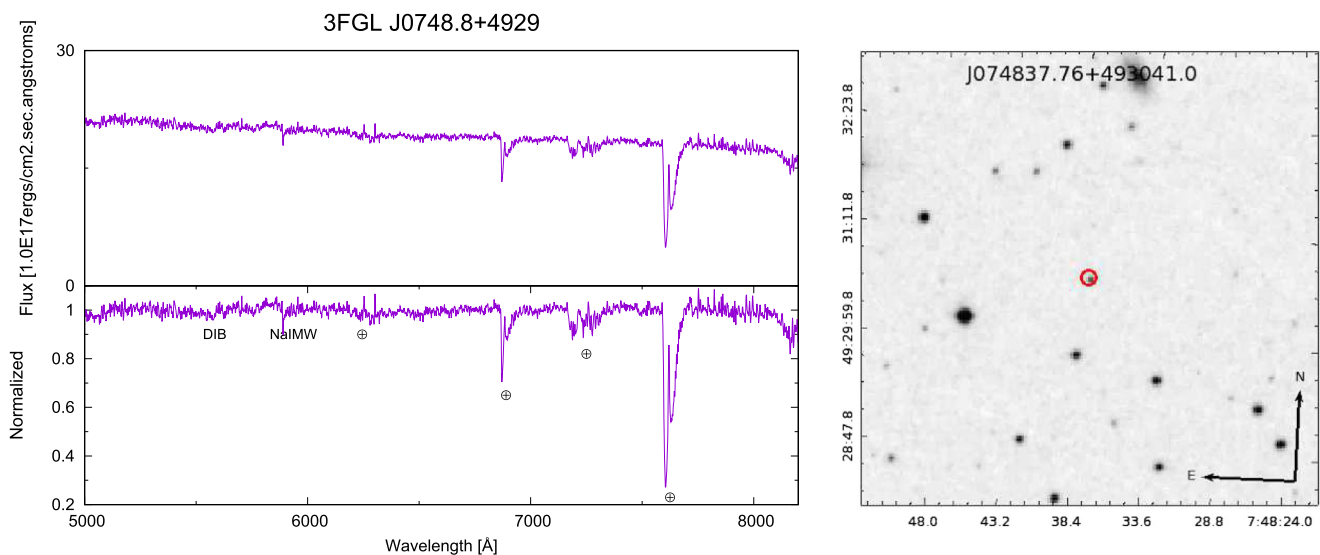 3FGL J0748.8+4929
Flux [1.0E17ergs/cm2.sec.angstroms]
30
0
Normalized
1
0.8
0.6
0.4
0.2
DIB
NaIMW
⊕
⊕
⊕
⊕
5000
6000
7000
8000
Wavelength [Å]
J074837.76+493041.0
32:23.8
31:11.8
49:29:59.8
28:47.8
N
E
48.0
43.2
38.4
33.6
28.8
7:48:24.0